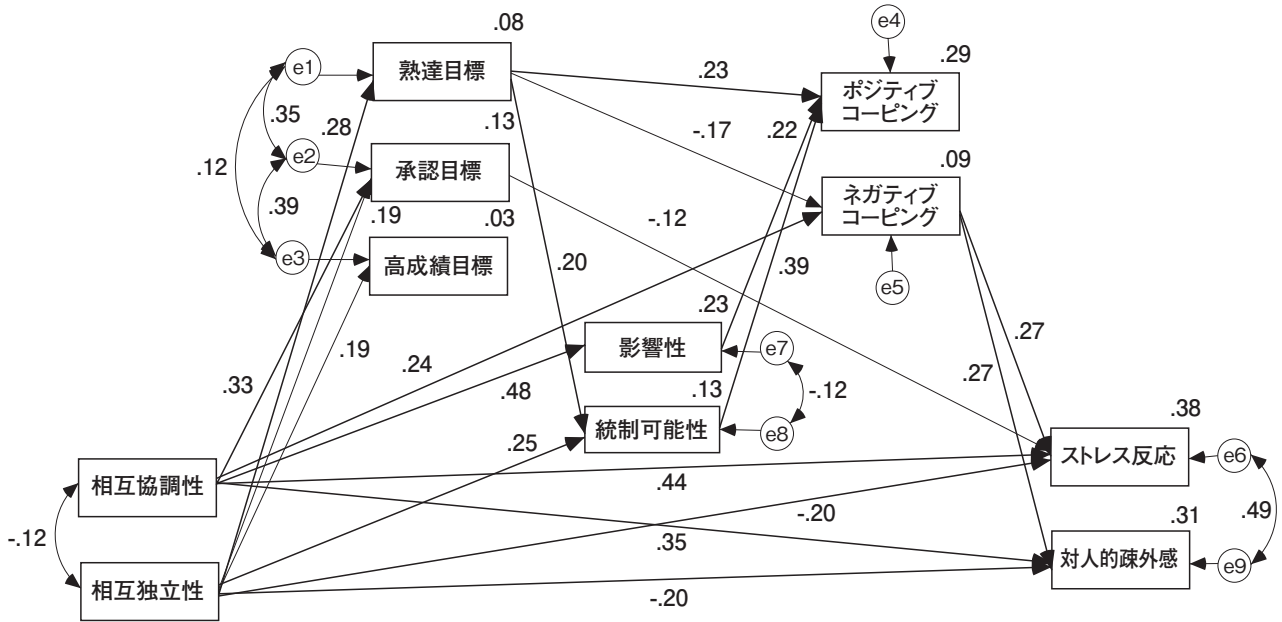 .08
e4
e1
熟達目標
.23
.29
ポジティブ
コーピング
.35
.28
.13
-.17
.22
e2
.12
承認目標
.09
ネガティブ
コーピング
.39
.19
.03
-.12
e3
高成績目標
.20
.39
e5
.19
.23
影響性
e7
.27
.33
.24
.48
.13
-.12
.27
統制可能性
e8
.38
.25
ストレス反応
e6
相互協調性
.44
-.20
.49
-.12
.35
.31
相互独立性
対人的疎外感
e9
-.20